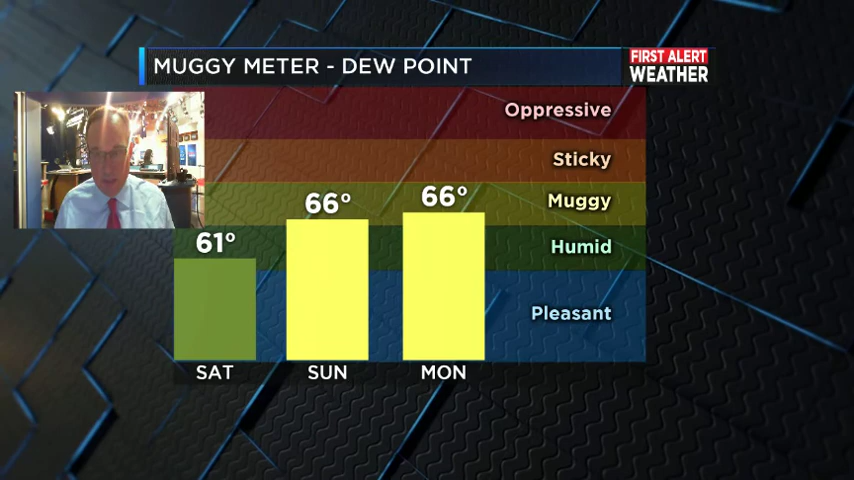 MUGGY METER - DEW POINT
FIRST ALERT
WEATHER
Oppressive
Sticky
Muggy
Humid
Pleasant
61° 66° 66°
SAT SUN MON